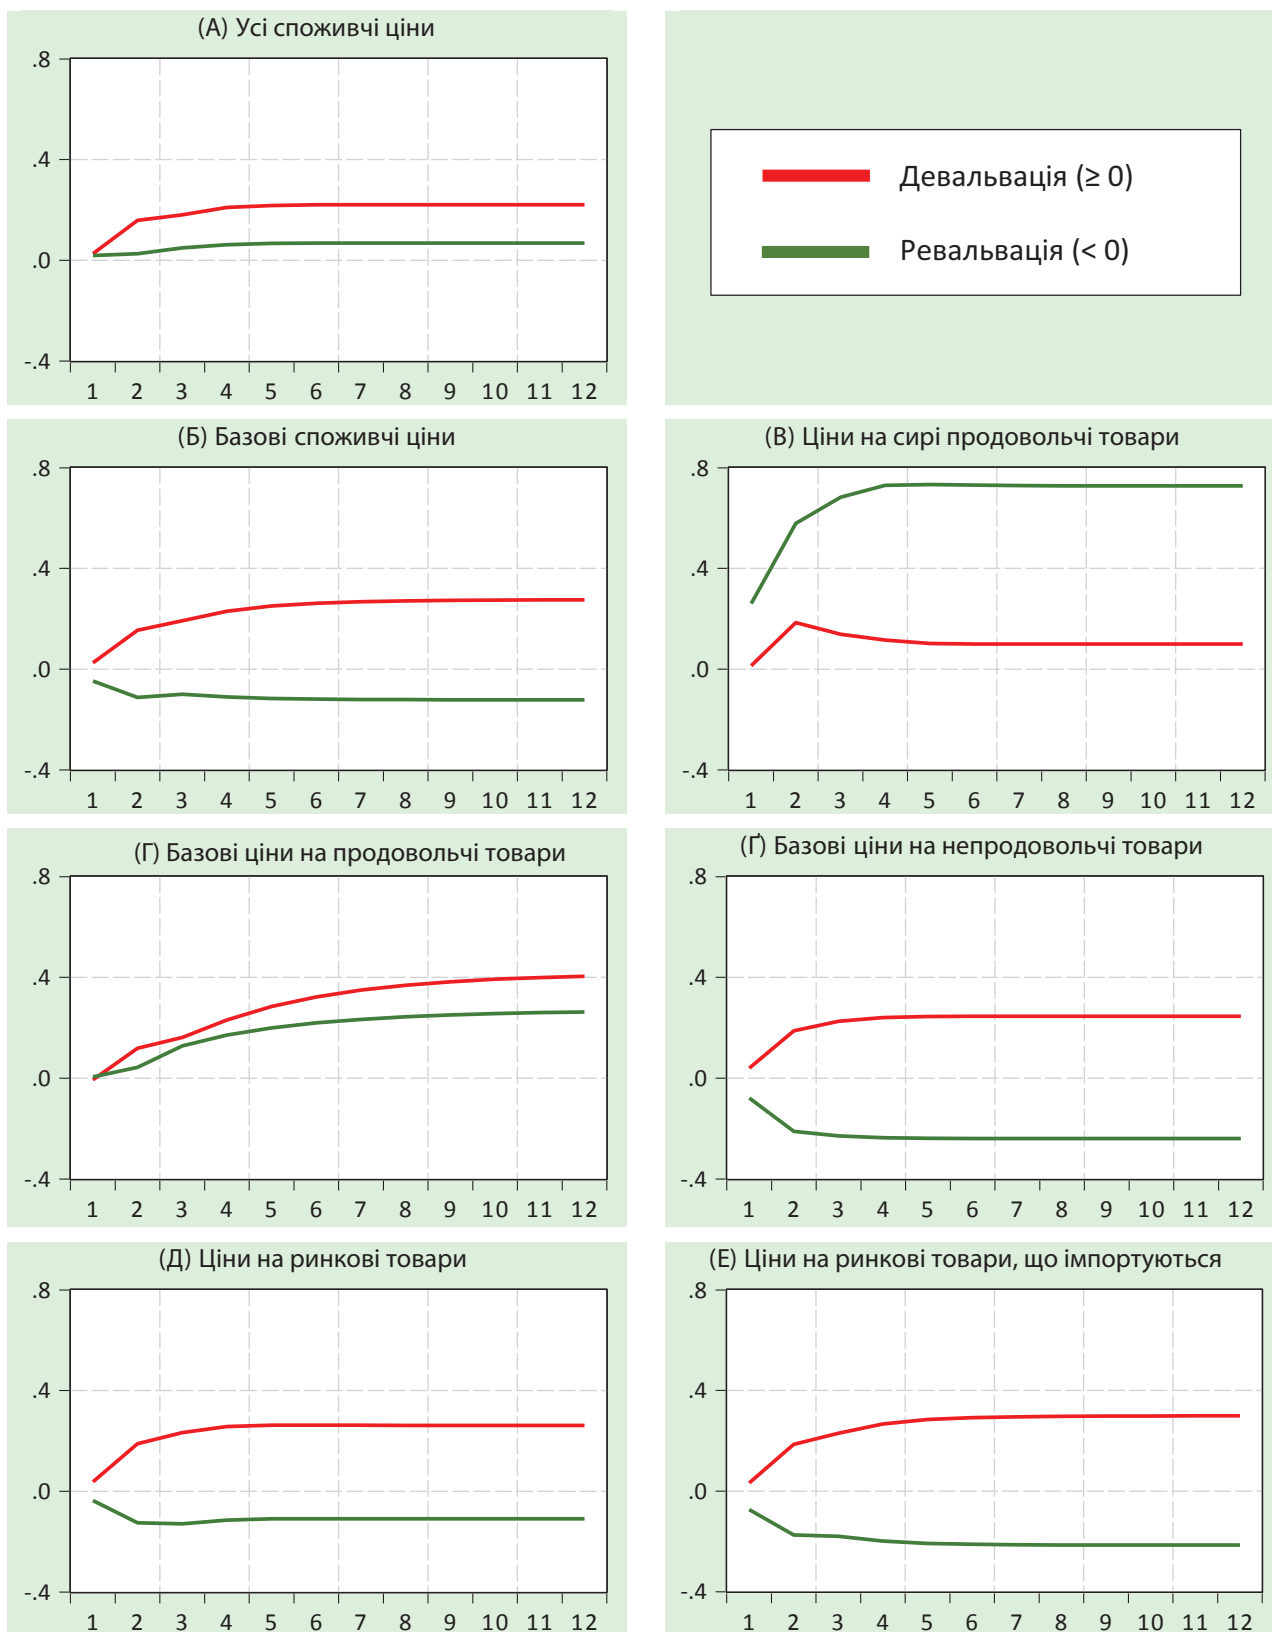 (А) Усі споживчі ціни
.8
.4
.0
-.4
1 2 3 4 5 6 7 8 9 10 11 12
Девальвація (≥ 0)
Ревальвація (< 0)
(Б) Базові споживчі ціни
.8
.4
.0
-.4
1 2 3 4 5 6 7 8 9 10 11 12
(В) Ціни на сирі продовольчі товари
.8
.4
.0
-.4
1 2 3 4 5 6 7 8 9 10 11 12
(Г) Базові ціни на продовольчі товари
.8
.4
.0
-.4
1 2 3 4 5 6 7 8 9 10 11 12
(Ґ) Базові ціни на непродовольчі товари
.8
.4
.0
-.4
1 2 3 4 5 6 7 8 9 10 11 12
(Д) Ціни на ринкові товари
.8
.4
.0
-.4
1 2 3 4 5 6 7 8 9 10 11 12
(Е) Ціни на ринкові товари, що імпортуються
.8
.4
.0
-.4
1 2 3 4 5 6 7 8 9 10 11 12